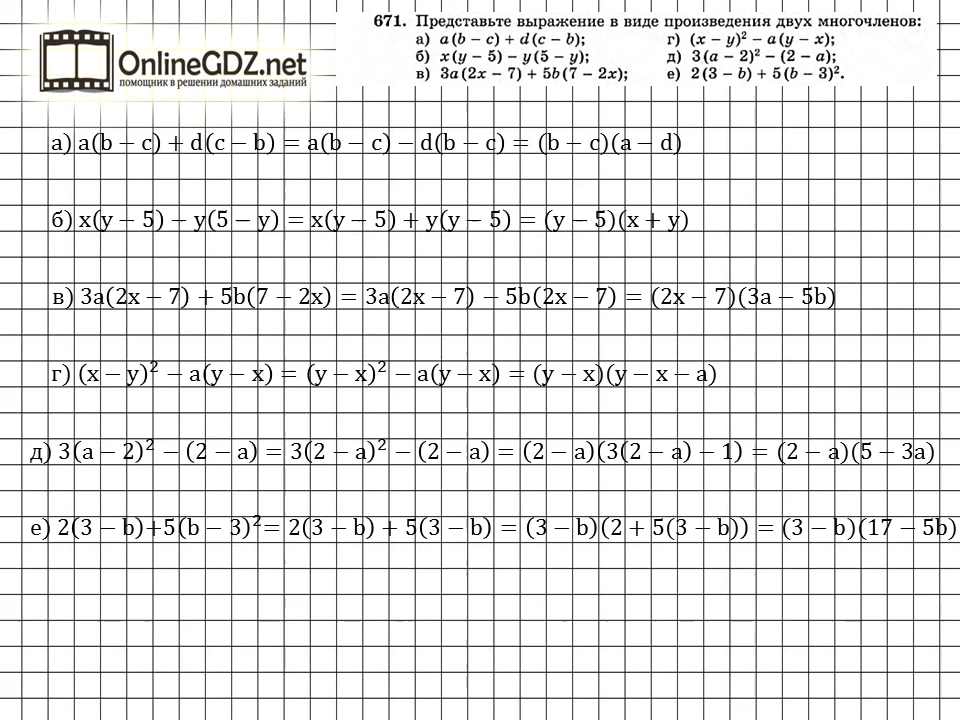 OnlineGDZ.net
помощник в решении домашних заданий
671. Представьте выражение в виде произведения двух многочленов:
а) a(b − c) + d(c − b);
б) x(y − 5) − y(5 − y);
в) 3a(2x − 7) + 5b(7 − 2x);
г) (x − y)² − a(y − x);
д) 3(a − 2)² − (2 − a);
е) 2(3 − b) + 5(b − 3)².
а) a(b − c) + d(c − b) = a(b − c) − d(b − c) = (b − c)(a − d)
б) x(y − 5) − y(5 − y) = x(y − 5) + y(y − 5) = (y − 5)(x + y)
в) 3a(2x − 7) + 5b(7 − 2x) = 3a(2x − 7) − 5b(2x − 7) = (2x − 7)(3a − 5b)
г) (x − y)² − a(y − x) = (y − x)² − a(y − x) = (y − x)(y − x − a)
д) 3(a − 2)² − (2 − a) = 3(2 − a)² − (2 − a) = (2 − a)(3(2 − a) − 1) = (2 − a)(5 − 3a)
е) 2(3 − b)+5(b − 3)²= 2(3 − b) + 5(3 − b) = (3 − b)(2 + 5(3 − b)) = (3 − b)(17 − 5b)